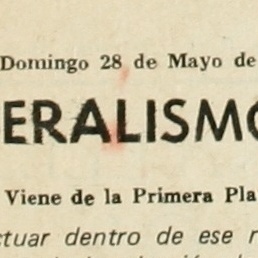 Domingo 28 de Mayo de
ERALISMO
Viene de la Primera Pla
ctuar dentro de ese